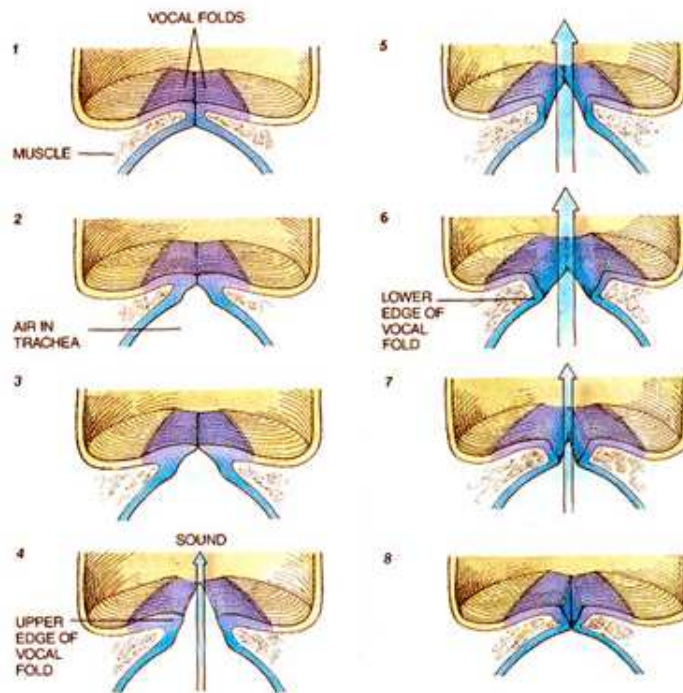 VOCAL FOLDS
1
MUSCLE
2
AIR IN
TRACHEA
3
4
SOUND
UPPER
EDGE OF
VOCAL
FOLD
5
6
LOWER
EDGE OF
VOCAL
FOLD
7
8